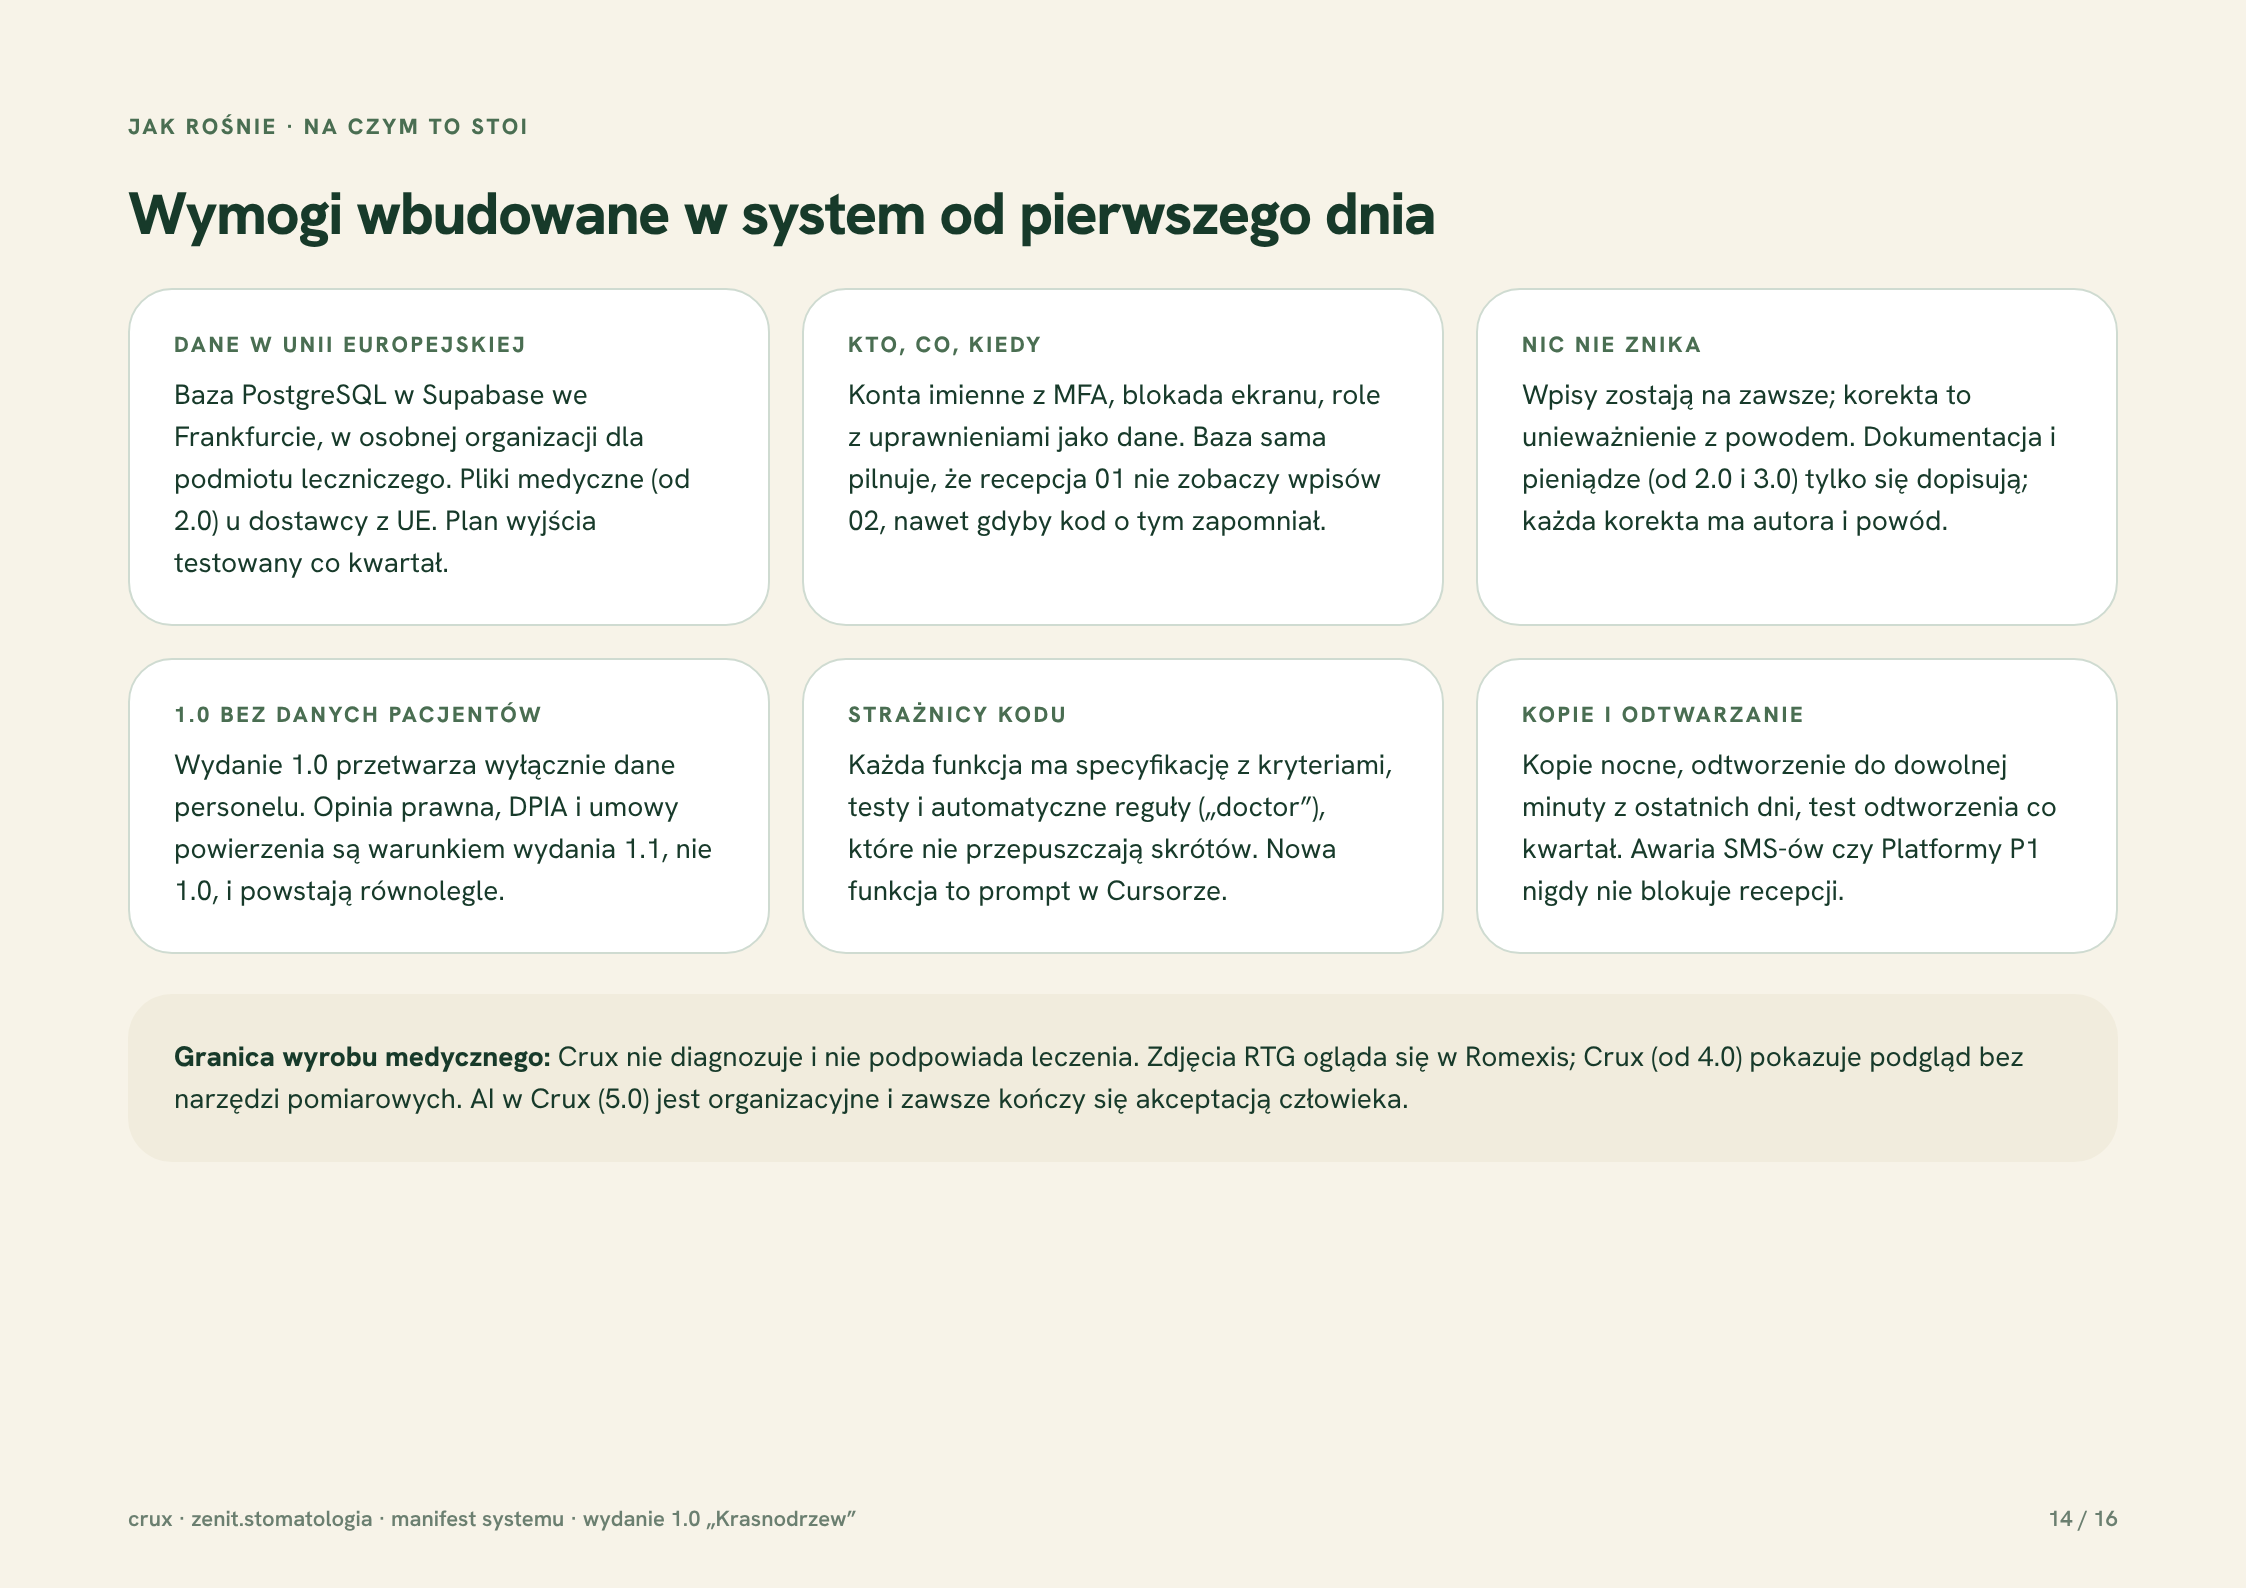 JAK ROŚNIE · NA CZYM TO STOI
Wymogi wbudowane w system od pierwszego dnia
DANE W UNII EUROPEJSKIEJ
Baza PostgreSQL w Supabase we
Frankfurcie, w osobnej organizacji dla
podmiotu leczniczego. Pliki medyczne (od
2.0) u dostawcy z UE. Plan wyjścia
testowany co kwartał.
KTO, CO, KIEDY
Konta imienne z MFA, blokada ekranu, role
z uprawnieniami jako dane. Baza sama
pilnuje, że recepcja 01 nie zobaczy wpisów
02, nawet gdyby kod o tym zapomniał.
NIC NIE ZNIKA
Wpisy zostają na zawsze; korekta to
unieważnienie z powodem. Dokumentacja i
pieniądze (od 2.0 i 3.0) tylko się dopisują;
każda korekta ma autora i powód.
1.0 BEZ DANYCH PACJENTÓW
Wydanie 1.0 przetwarza wyłącznie dane
personelu. Opinia prawna, DPIA i umowy
powierzenia są warunkiem wydania 1.1, nie
1.0, i powstają równolegle.
STRAŻNICY KODU
Każda funkcja ma specyfikację z kryteriami,
testy i automatyczne reguły („doctor”),
które nie przepuszczają skrótów. Nowa
funkcja to prompt w Cursorze.
KOPIE I ODTWARZANIE
Kopie nocne, odtworzenie do dowolnej
minuty z ostatnich dni, test odtworzenia co
kwartał. Awaria SMS-ów czy Platformy P1
nigdy nie blokuje recepcji.
Granica wyrobu medycznego: Crux nie diagnozuje i nie podpowiada leczenia. Zdjęcia RTG ogląda się w Romexis; Crux (od 4.0) pokazuje podgląd bez
narzędzi pomiarowych. AI w Crux (5.0) jest organizacyjne i zawsze kończy się akceptacją człowieka.
crux · zenit.stomatologia · manifest systemu · wydanie 1.0 „Krasnodrzew”
14 / 16